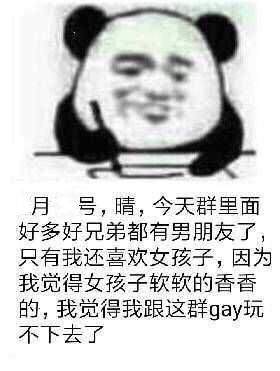 月 号，晴，今天群里面
好多好兄弟都有男朋友了，
只有我还喜欢女孩子，因为
我觉得女孩子软软的香香
的，我觉得我跟这群gay玩
不下去了